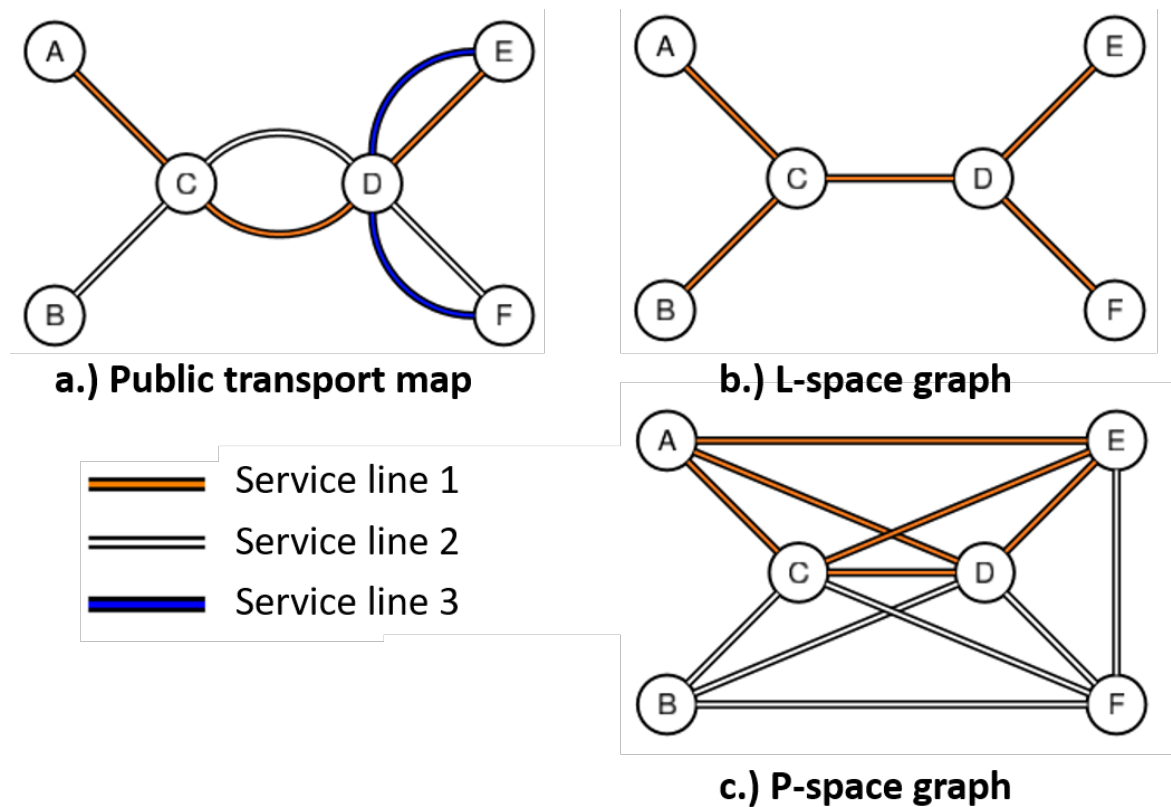 A
E
C
D
B
F
a.) Public transport map
A
E
C
D
B
F
b.) L-space graph
Service line 1
Service line 2
Service line 3
A
E
C
D
B
F
c.) P-space graph